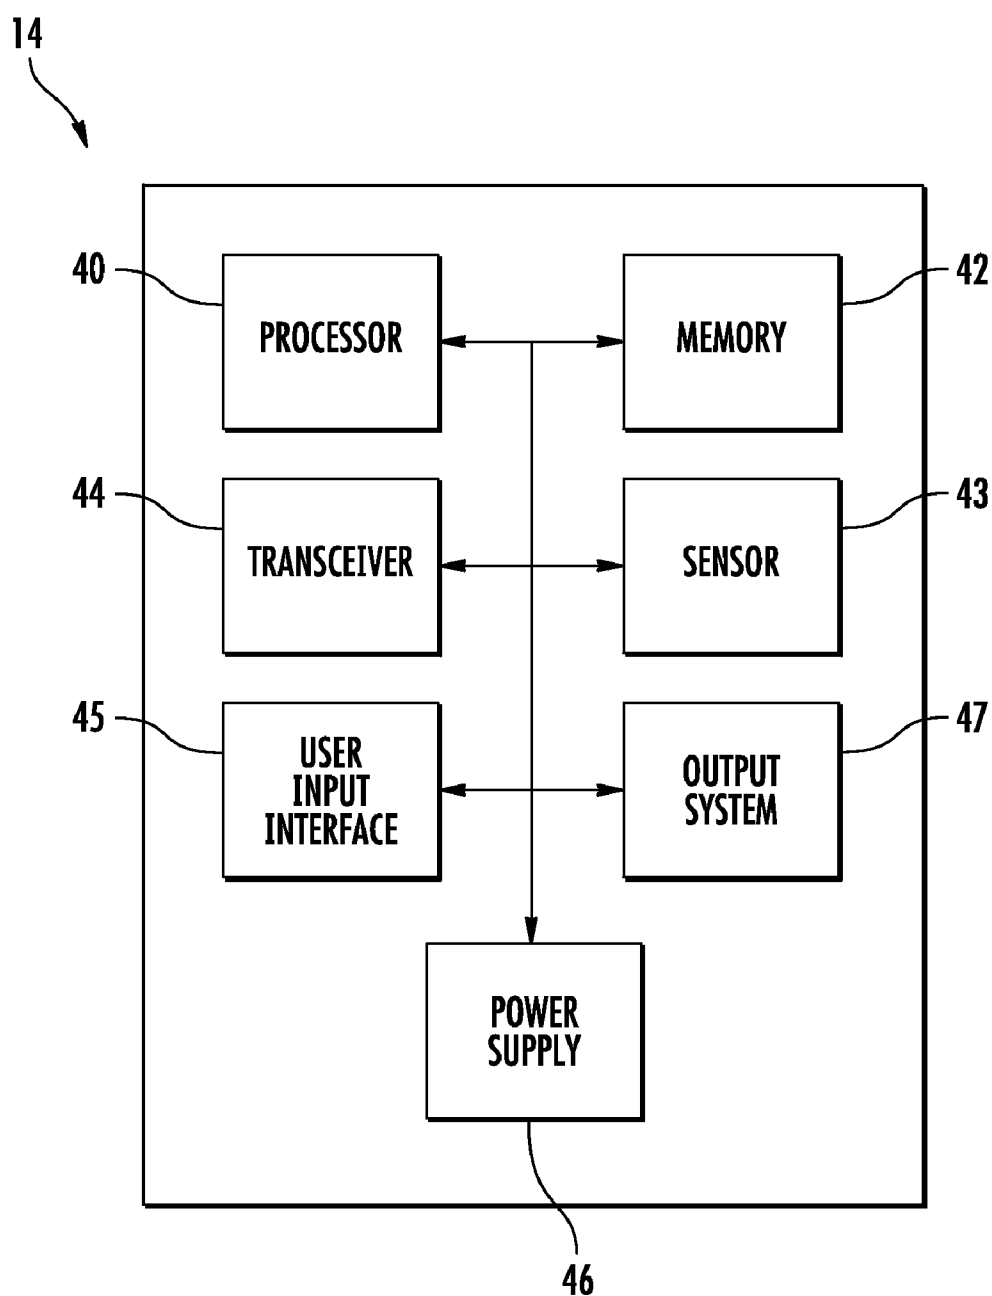 14
40
PROCESSOR
MEMORY
42
44
TRANSCEIVER
SENSOR
43
45
USER
INPUT
INTERFACE
OUTPUT
SYSTEM
47
POWER
SUPPLY
46